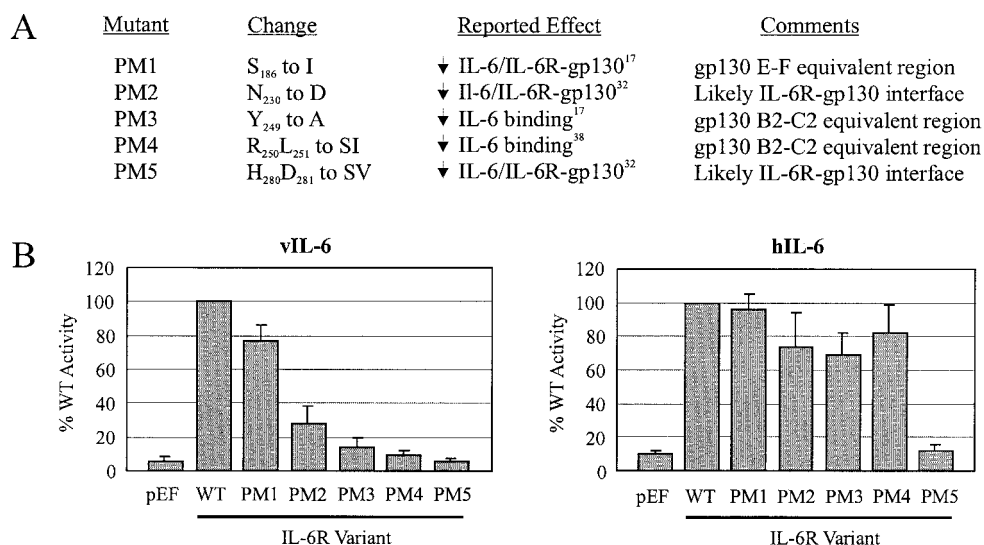 A Mutant Change Reported Effect Comments
PM1 S186 to I ↓ IL-6/IL-6R-gp130¹⁷ gp130 E-F equivalent region
PM2 N230 to D ↓ Il-6/IL-6R-gp130³² Likely IL-6R-gp130 interface
PM3 Y249 to A ↓ IL-6 binding¹⁷ gp130 B2-C2 equivalent region
PM4 R250L251 to SI ↓ IL-6 binding³⁸ gp130 B2-C2 equivalent region
PM5 H280D281 to SV ↓ IL-6/IL-6R-gp130³² Likely IL-6R-gp130 interface
B
vIL-6
% WT Activity
120
100
80
60
40
20
0
pEF WT PM1 PM2 PM3 PM4 PM5
IL-6R Variant
hIL-6
% WT Activity
120
100
80
60
40
20
0
pEF WT PM1 PM2 PM3 PM4 PM5
IL-6R Variant